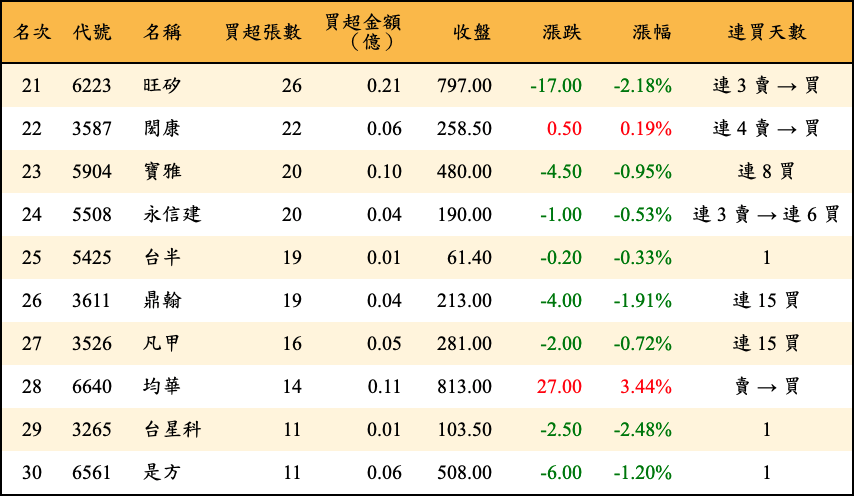 名次 代號 名稱 買超張數 買超金額（億） 收盤 漲跌 漲幅 連買天數
21 6223 旺矽 26 0.21 797.00 -17.00 -2.18% 連 3 賣 → 買
22 3587 閎康 22 0.06 258.50 0.50 0.19% 連 4 賣 → 買
23 5904 寶雅 20 0.10 480.00 -4.50 -0.95% 連 8 買
24 5508 永信建 20 0.04 190.00 -1.00 -0.53% 連 3 賣 → 連 6 買
25 5425 台半 19 0.01 61.40 -0.20 -0.33% 1
26 3611 鼎翰 19 0.04 213.00 -4.00 -1.91% 連 15 買
27 3526 凡甲 16 0.05 281.00 -2.00 -0.72% 連 15 買
28 6640 均華 14 0.11 813.00 27.00 3.44% 賣 → 買
29 3265 台星科 11 0.01 103.50 -2.50 -2.48% 1
30 6561 是方 11 0.06 508.00 -6.00 -1.20% 1